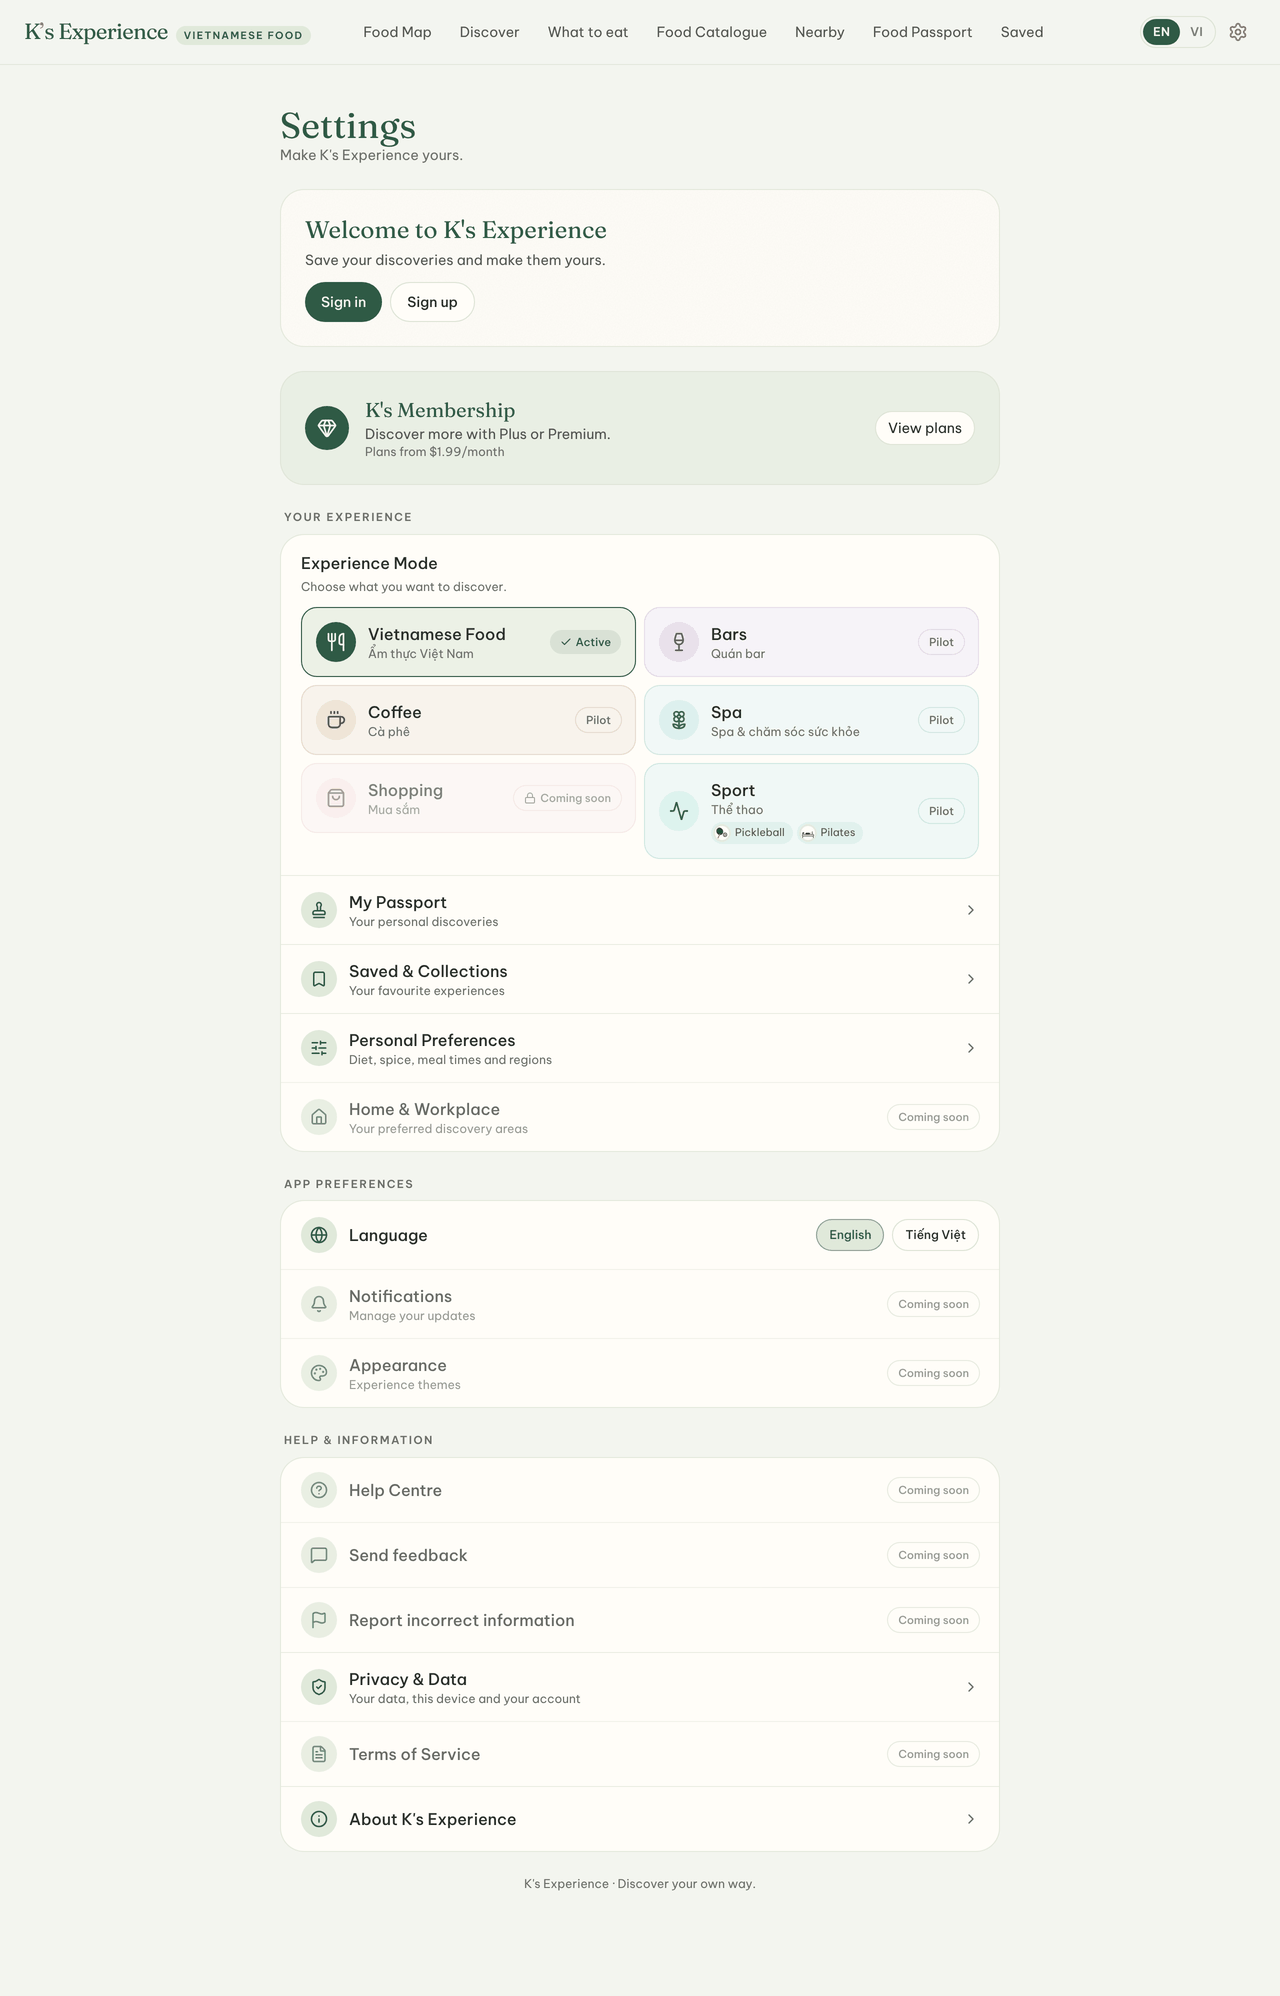 K's Experience
VIETNAMESE FOOD
Food Map
Discover
What to eat
Food Catalogue
Nearby
Food Passport
Saved
EN
VI
Settings
Make K's Experience yours.
Welcome to K's Experience
Save your discoveries and make them yours.
Sign in
Sign up
K's Membership
Discover more with Plus or Premium.
Plans from $1.99/month
View plans
YOUR EXPERIENCE
Experience Mode
Choose what you want to discover.
Vietnamese Food
Ẩm thực Việt Nam
Active
Bars
Quán bar
Pilot
Coffee
Cà phê
Pilot
Spa
Spa & chăm sóc sức khỏe
Pilot
Shopping
Mua sắm
Coming soon
Sport
Thể thao
Pickleball
Pilates
Pilot
My Passport
Your personal discoveries
Saved & Collections
Your favourite experiences
Personal Preferences
Diet, spice, meal times and regions
Home & Workplace
Your preferred discovery areas
Coming soon
APP PREFERENCES
Language
English
Tiếng Việt
Notifications
Manage your updates
Coming soon
Appearance
Experience themes
Coming soon
HELP & INFORMATION
Help Centre
Coming soon
Send feedback
Coming soon
Report incorrect information
Coming soon
Privacy & Data
Your data, this device and your account
Terms of Service
Coming soon
About K's Experience
K's Experience · Discover your own way.